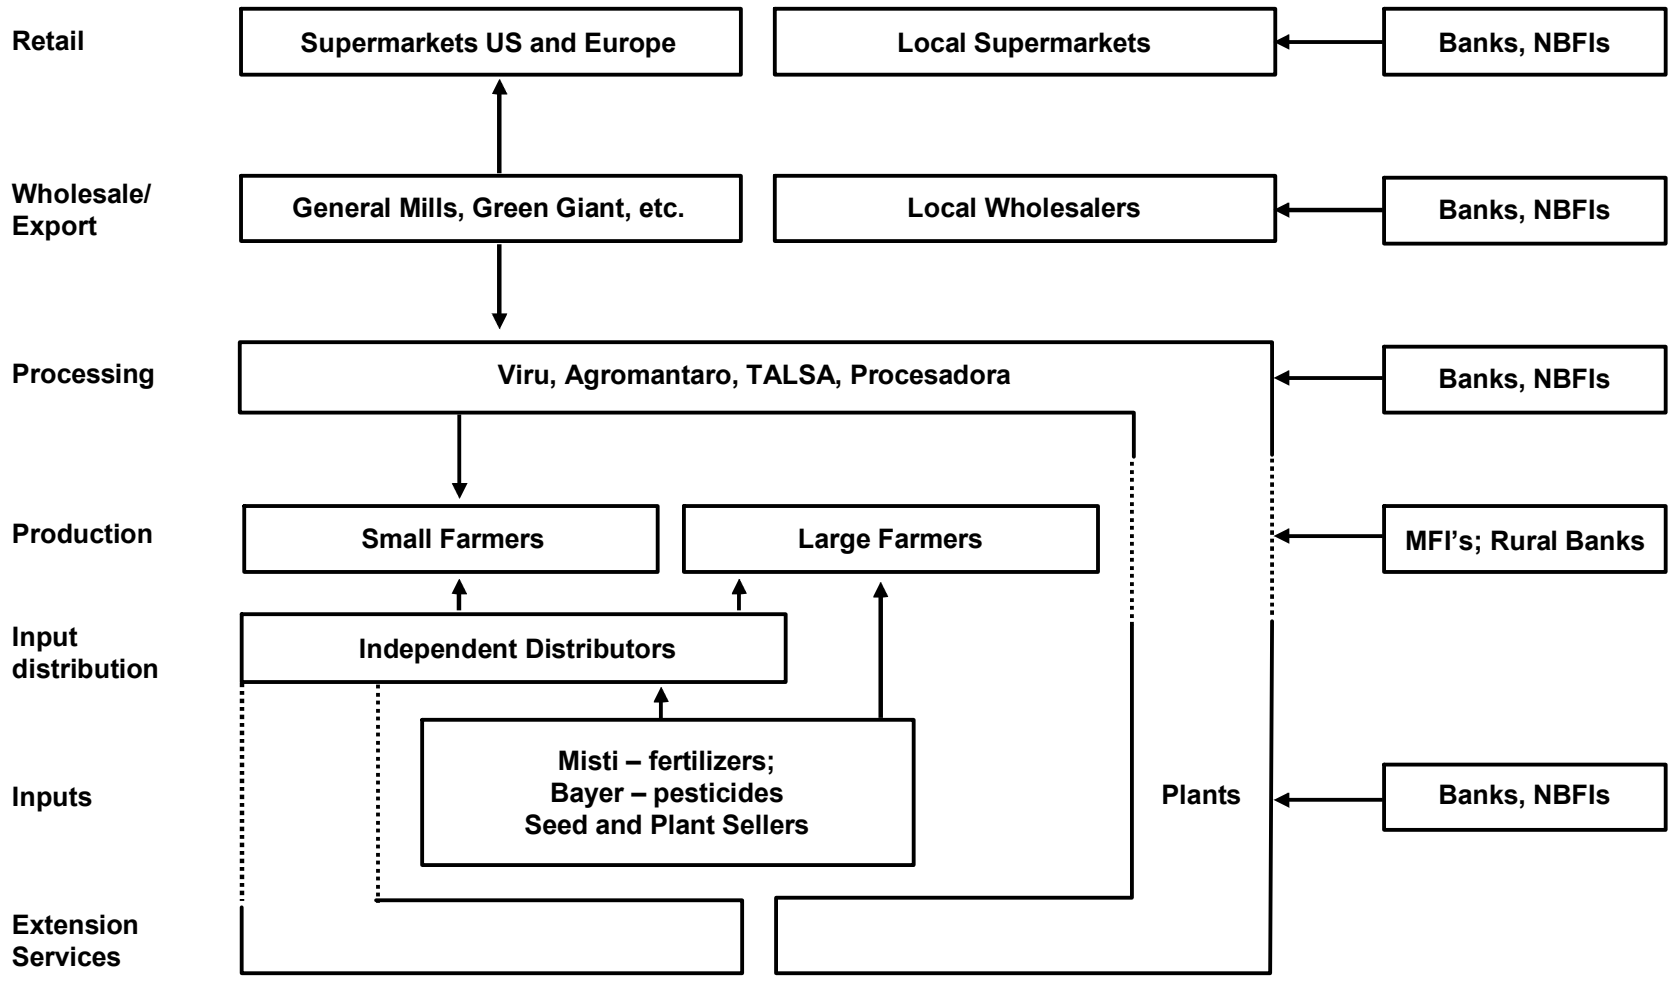 Retail
Supermarkets US and Europe
Local Supermarkets
Banks, NBFIs
Wholesale/
Export
General Mills, Green Giant, etc.
Local Wholesalers
Banks, NBFIs
Processing
Viru, Agromantaro, TALSA, Procesadora
Banks, NBFIs
Production
Small Farmers
Large Farmers
MFI's; Rural Banks
Input
distribution
Independent Distributors
Inputs
Misti – fertilizers;
Bayer – pesticides
Seed and Plant Sellers
Plants
Banks, NBFIs
Extension
Services